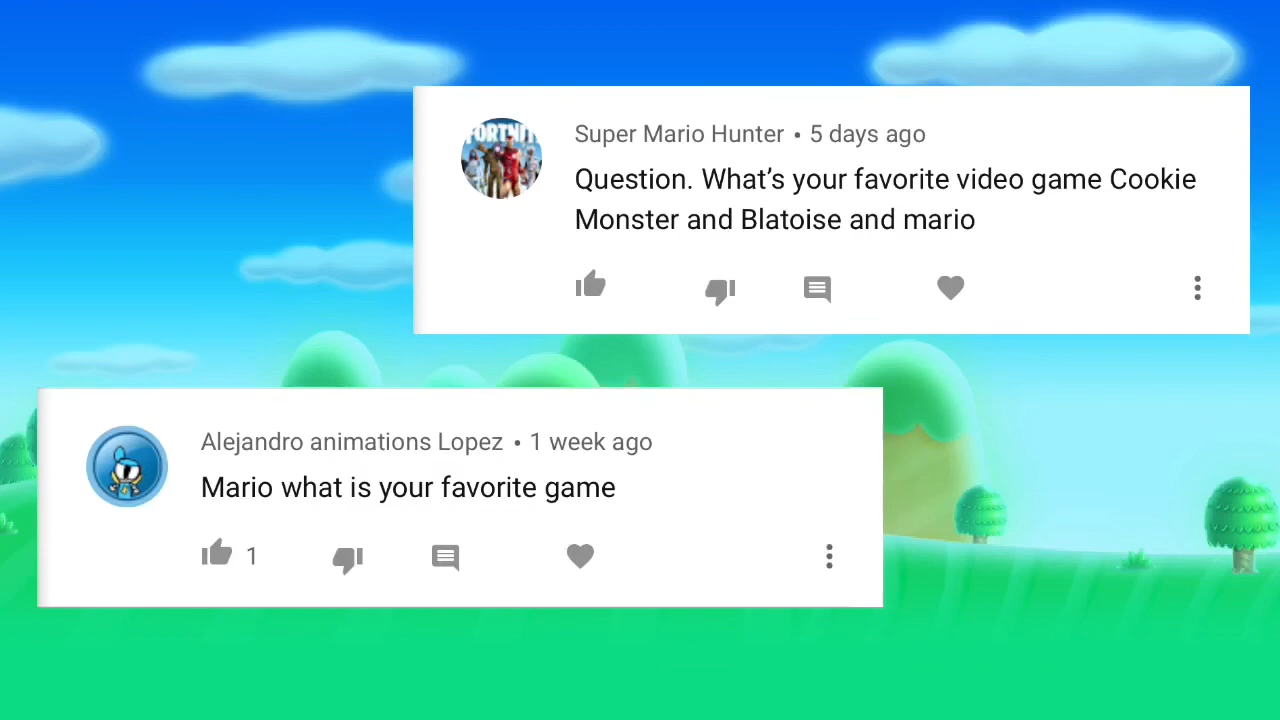 FORTNIT
Super Mario Hunter • 5 days ago
Question. What’s your favorite video game Cookie
Monster and Blatoise and mario
Alejandro animations Lopez • 1 week ago
Mario what is your favorite game
1